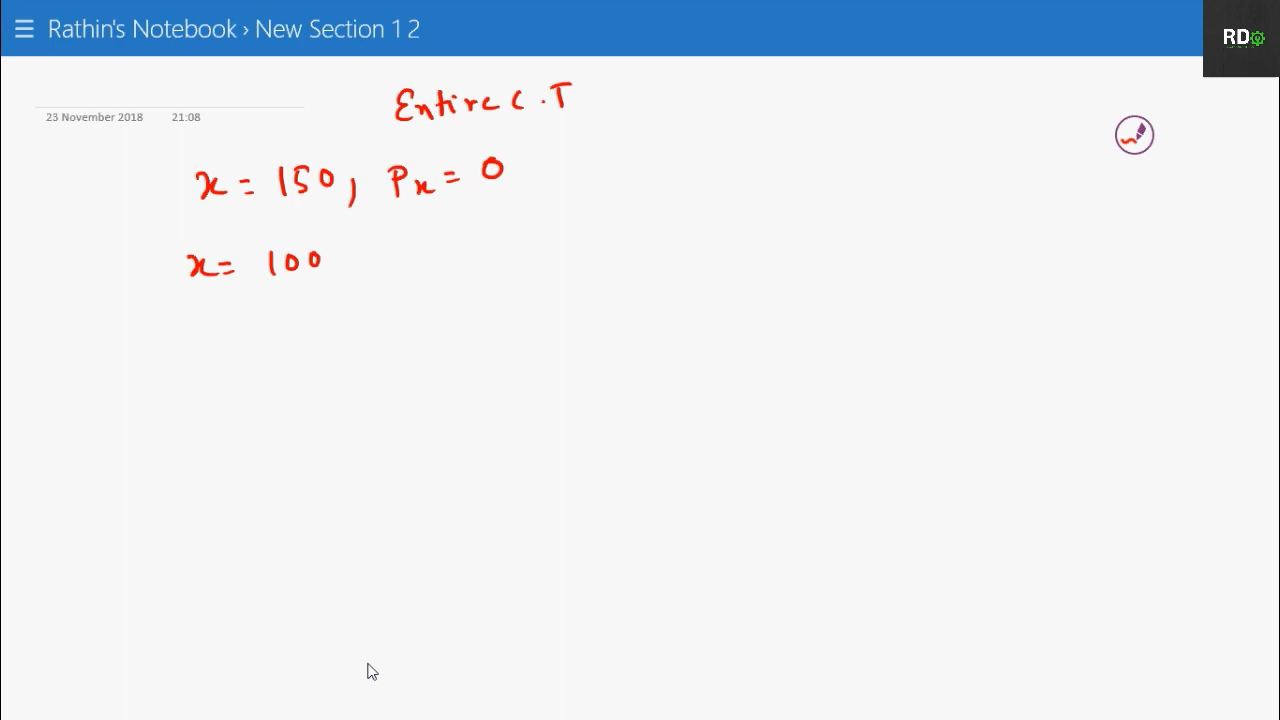 Rathin's Notebook › New Section 1 2
RD
23 November 2018 21:08
Entire C.T
x = 150, Px = 0
x = 100